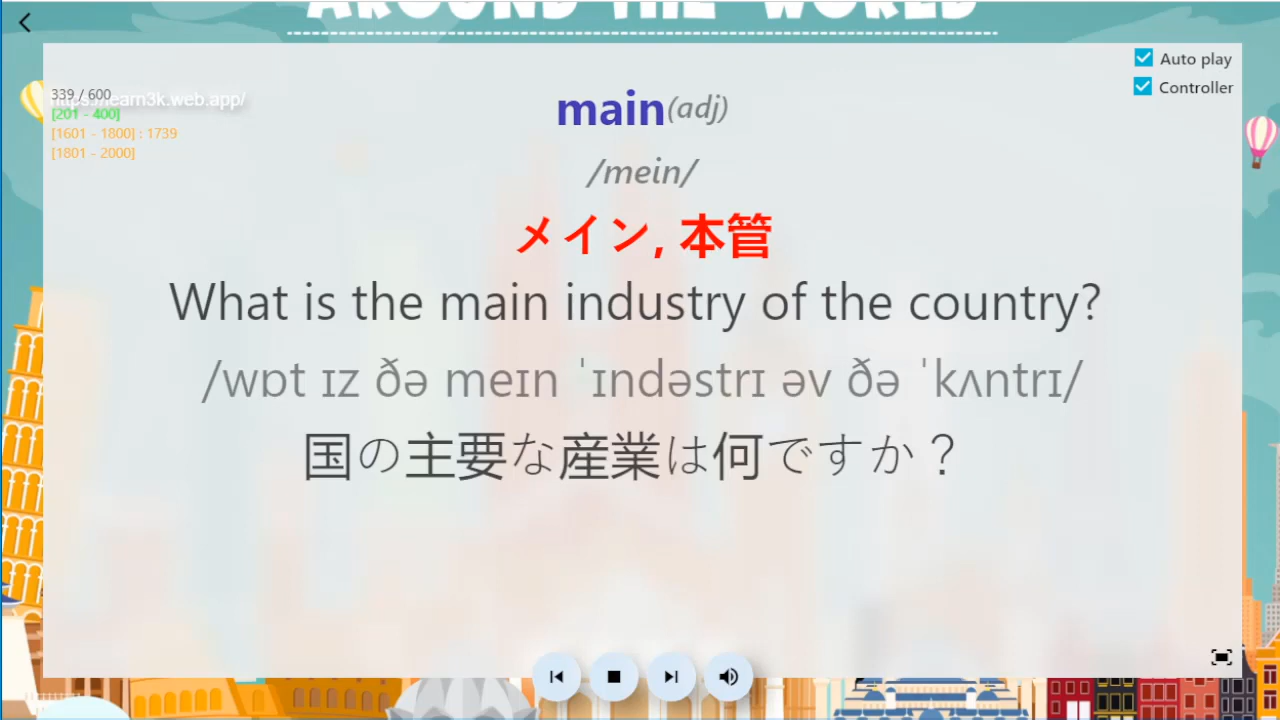 AROUND THE WORLD
Auto play
Controller
339 / 600
https://learn3k.web.app/
[201 - 400]
[1601 - 1800] : 1739
[1801 - 2000]
main(adj)
/mein/
メイン, 本管
What is the main industry of the country?
/wɒt ɪz ðə meɪn ˈɪndəstrɪ əv ðə ˈkʌntrɪ/
国の主要な産業は何ですか？